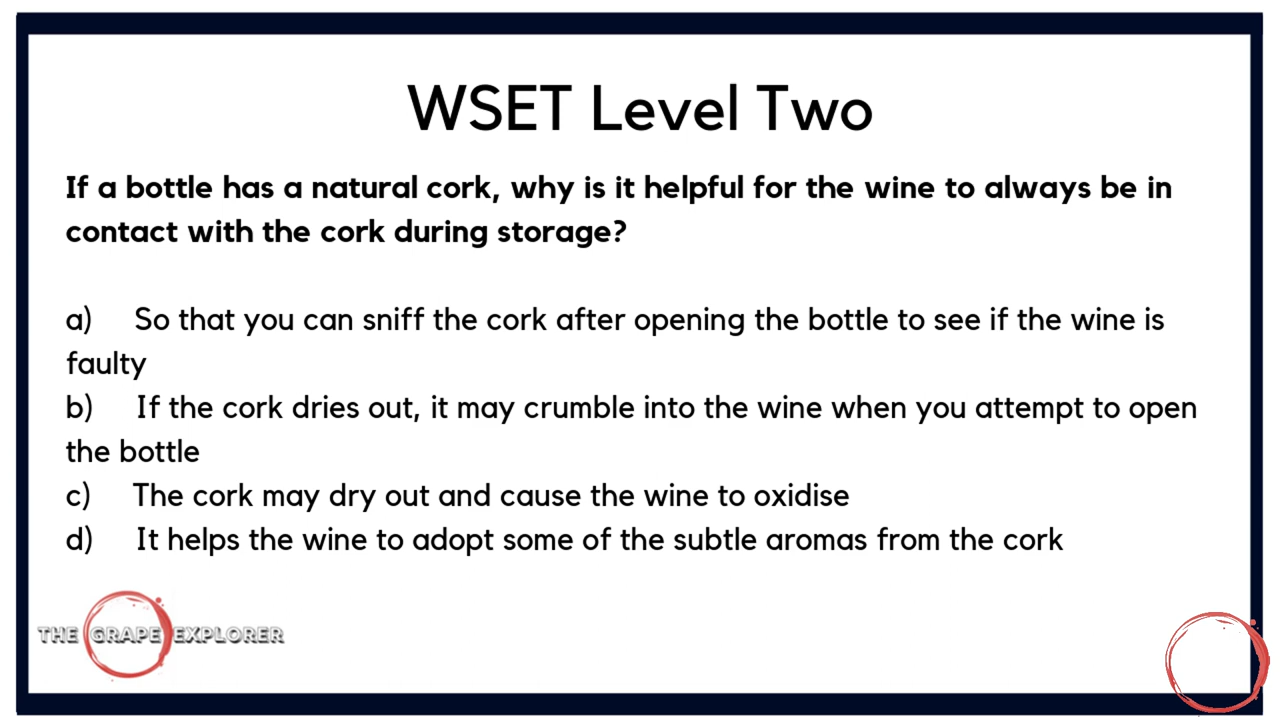 WSET Level Two
If a bottle has a natural cork, why is it helpful for the wine to always be in
contact with the cork during storage?
a) So that you can sniff the cork after opening the bottle to see if the wine is
faulty
b) If the cork dries out, it may crumble into the wine when you attempt to open
the bottle
c) The cork may dry out and cause the wine to oxidise
d) It helps the wine to adopt some of the subtle aromas from the cork
THE GRAPE EXPLORER